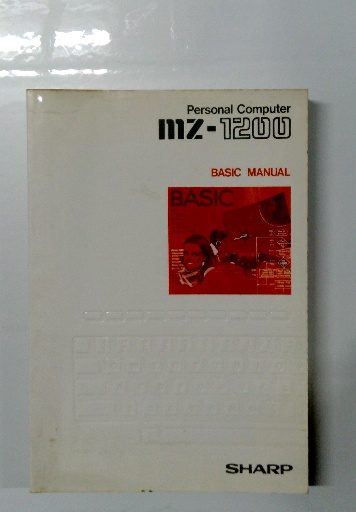 Personal Computer
mz-1200
BASIC MANUAL
BASIC
SHARP